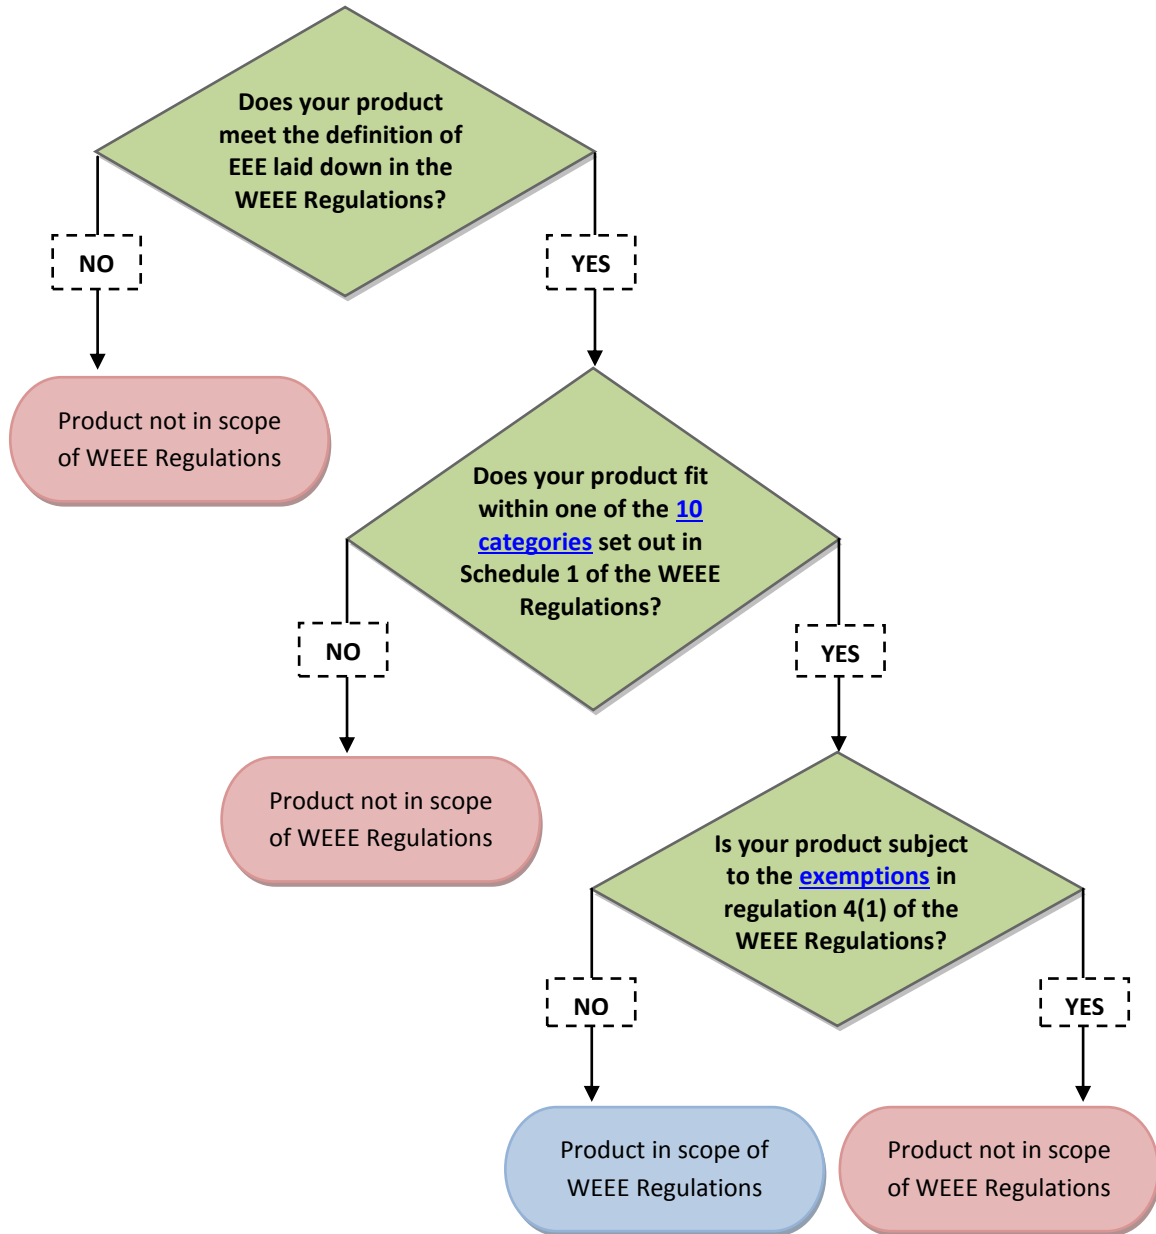 Does your product
meet the definition of
EEE laid down in the
WEEE Regulations?
NO
YES
Product not in scope
of WEEE Regulations
Does your product fit
within one of the 10
categories set out in
Schedule 1 of the WEEE
Regulations?
NO
YES
Product not in scope
of WEEE Regulations
Is your product subject
to the exemptions in
regulation 4(1) of the
WEEE Regulations?
NO
YES
Product in scope of
WEEE Regulations
Product not in scope
of WEEE Regulations